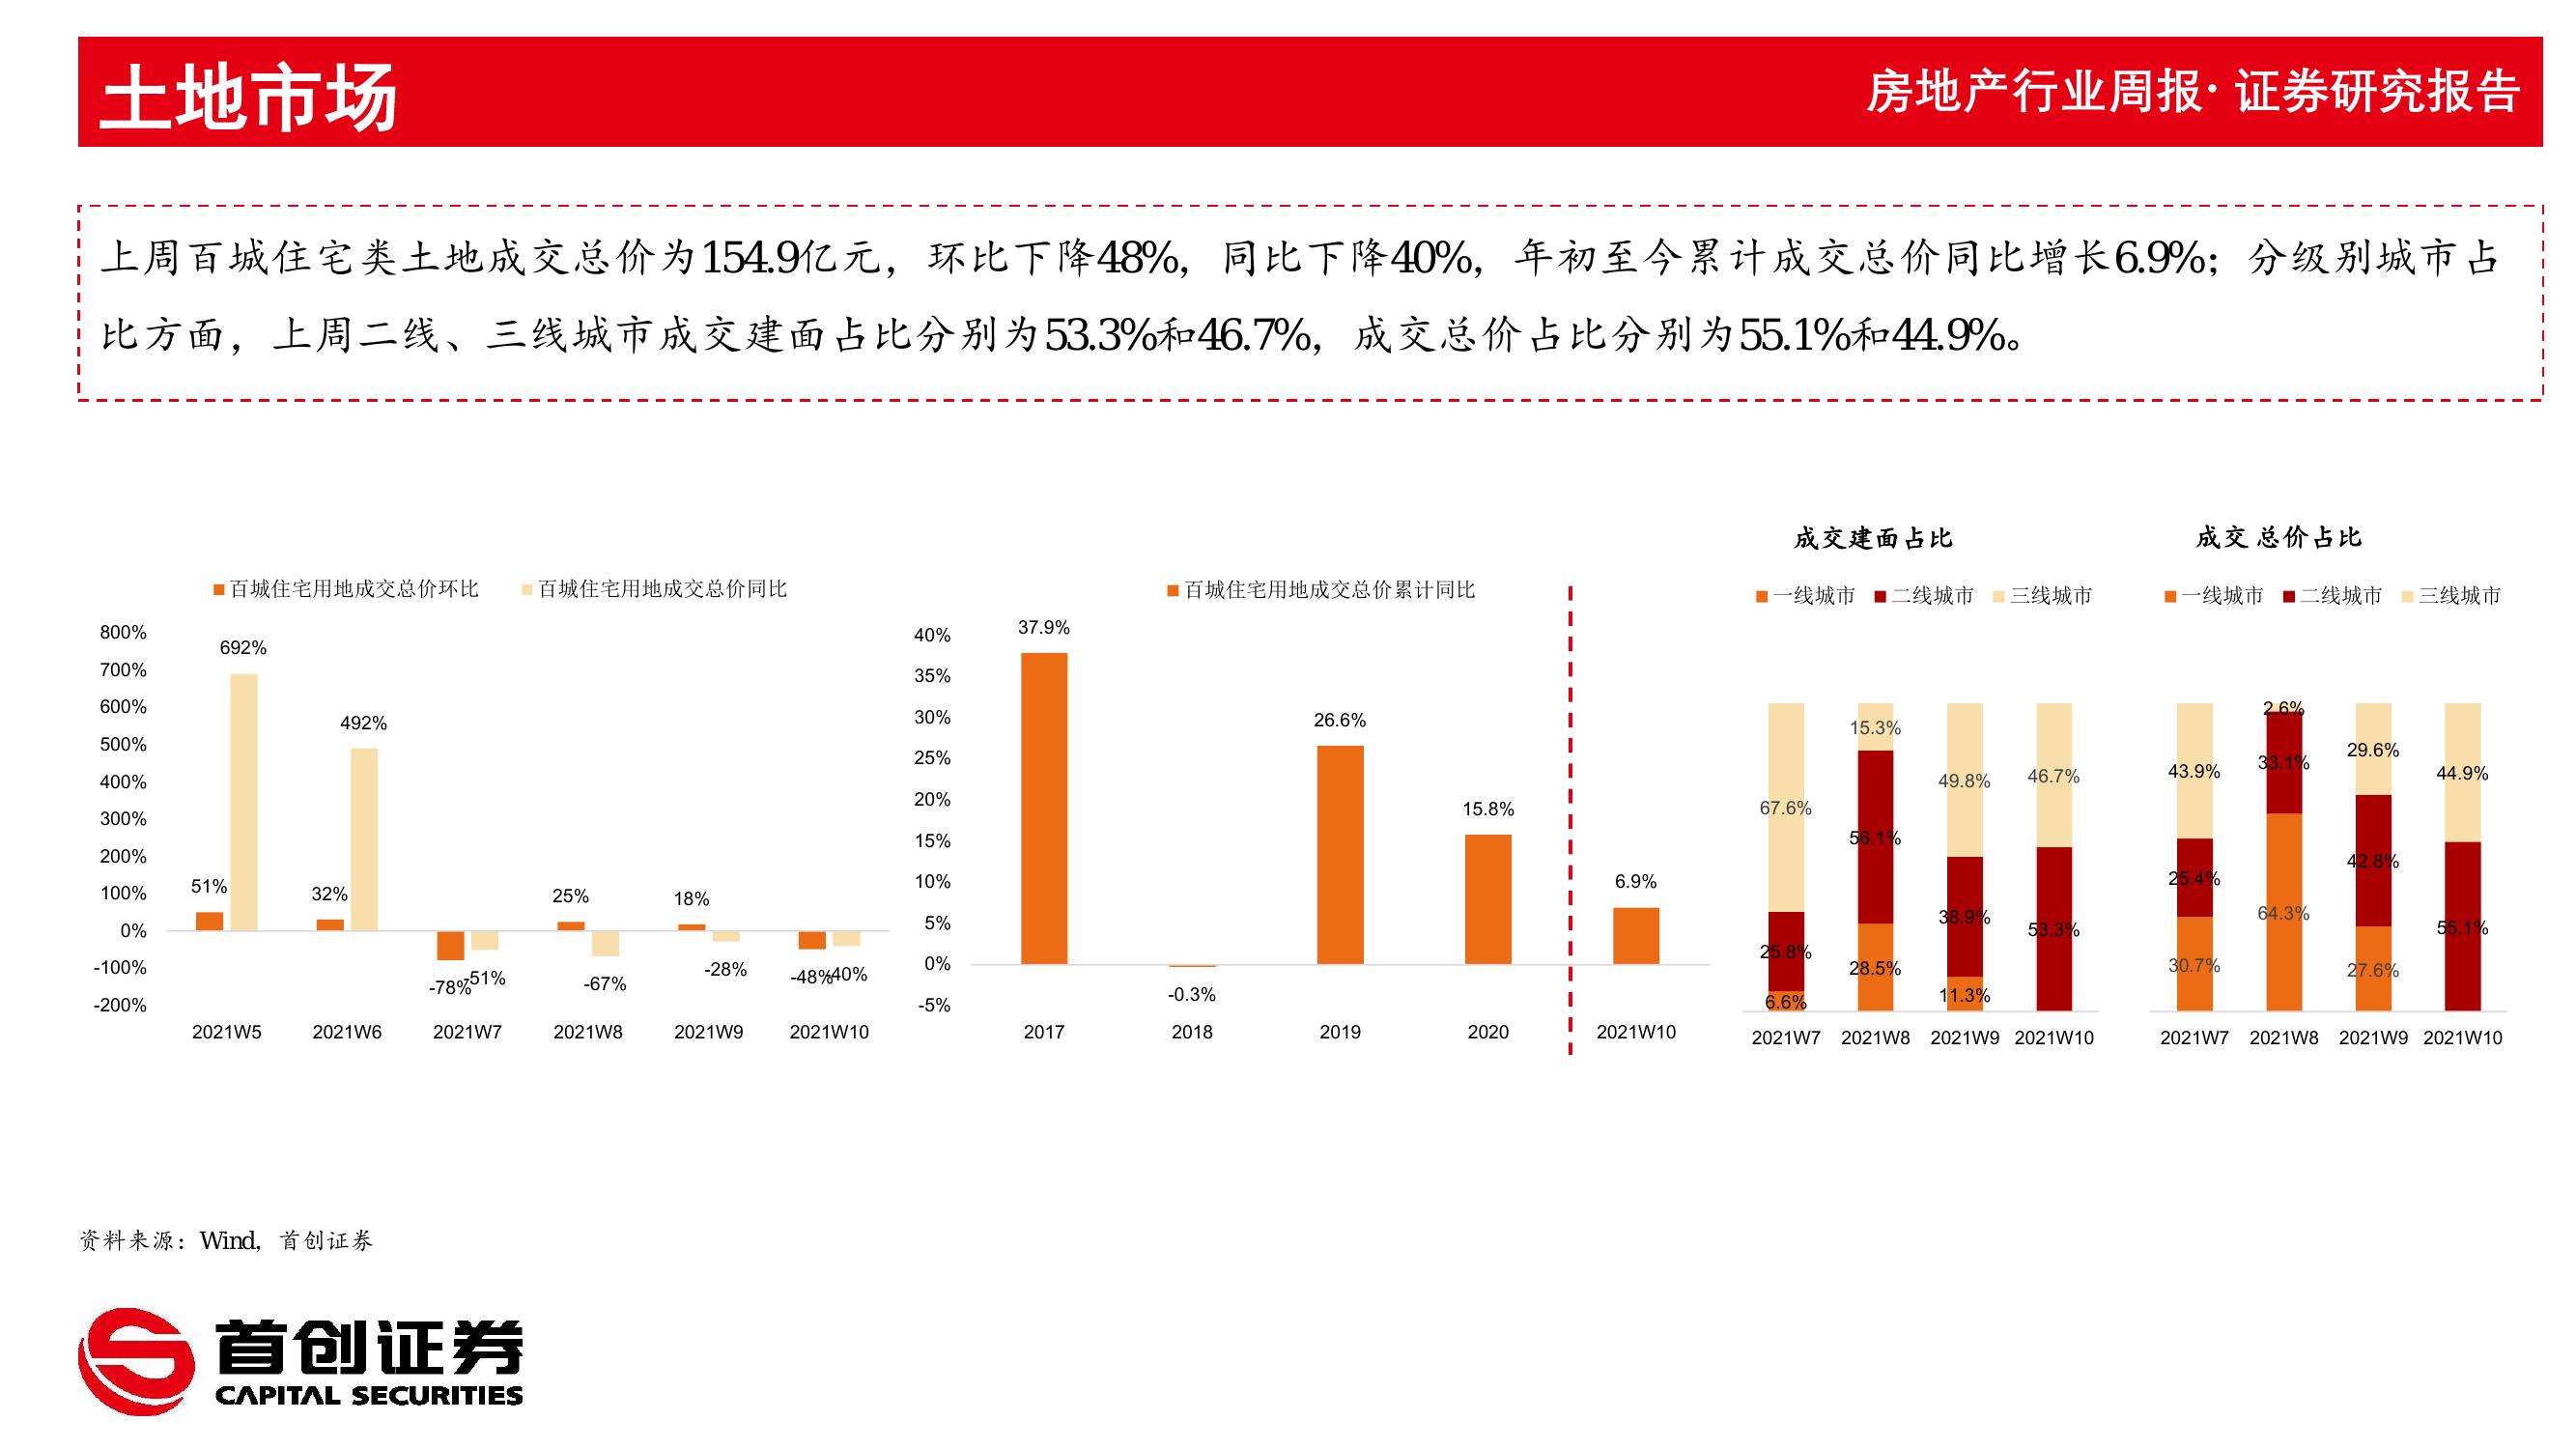 土地市场
房地产行业周报· 证券研究报告
上周百城住宅类土地成交总价为154.9亿元，环比下降48%，同比下降40%，年初至今累计成交总价同比增长6.9%；分级别城市占
比方面，上周二线、三线城市成交建面占比分别为53.3%和46.7%，成交总价占比分别为55.1%和44.9%。
百城住宅用地成交总价环比 百城住宅用地成交总价同比
800%
700%
600%
500%
400%
300%
200%
100%
0%
-100%
-200%
51% 692% 32% 492% -78% -51% 25% -67% 18% -28% -48% -40%
2021W5 2021W6 2021W7 2021W8 2021W9 2021W10
百城住宅用地成交总价累计同比
40%
35%
30%
25%
20%
15%
10%
5%
0%
-5%
37.9% -0.3% 26.6% 15.8% 6.9%
2017 2018 2019 2020 2021W10
成交建面占比
一线城市 二线城市 三线城市
67.6% 15.3% 49.8% 46.7%
25.8% 56.1% 38.9% 53.3%
6.6% 28.5% 11.3%
2021W7 2021W8 2021W9 2021W10
成交 总价占比
一线城市 二线城市 三线城市
43.9% 2.6% 29.6% 44.9%
25.4% 33.1% 42.8% 55.1%
30.7% 64.3% 27.6%
2021W7 2021W8 2021W9 2021W10
资料来源：Wind，首创证券
首创证券
CAPITAL SECURITIES